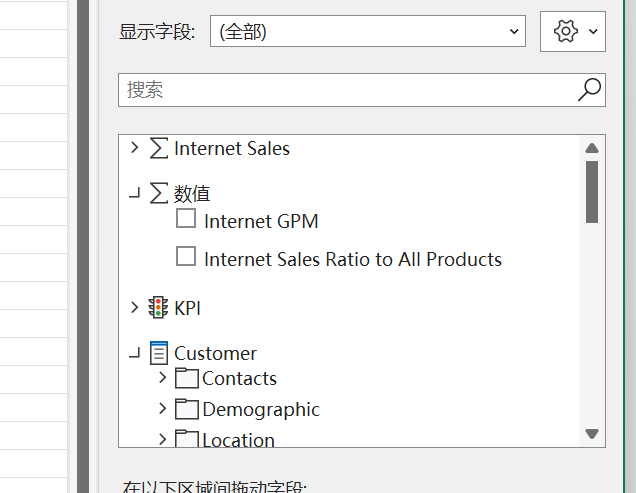 显示字段: (全部)
搜索
Internet Sales
数值
Internet GPM
Internet Sales Ratio to All Products
KPI
Customer
Contacts
Demographic
Location
在以下区域间拖动字段: